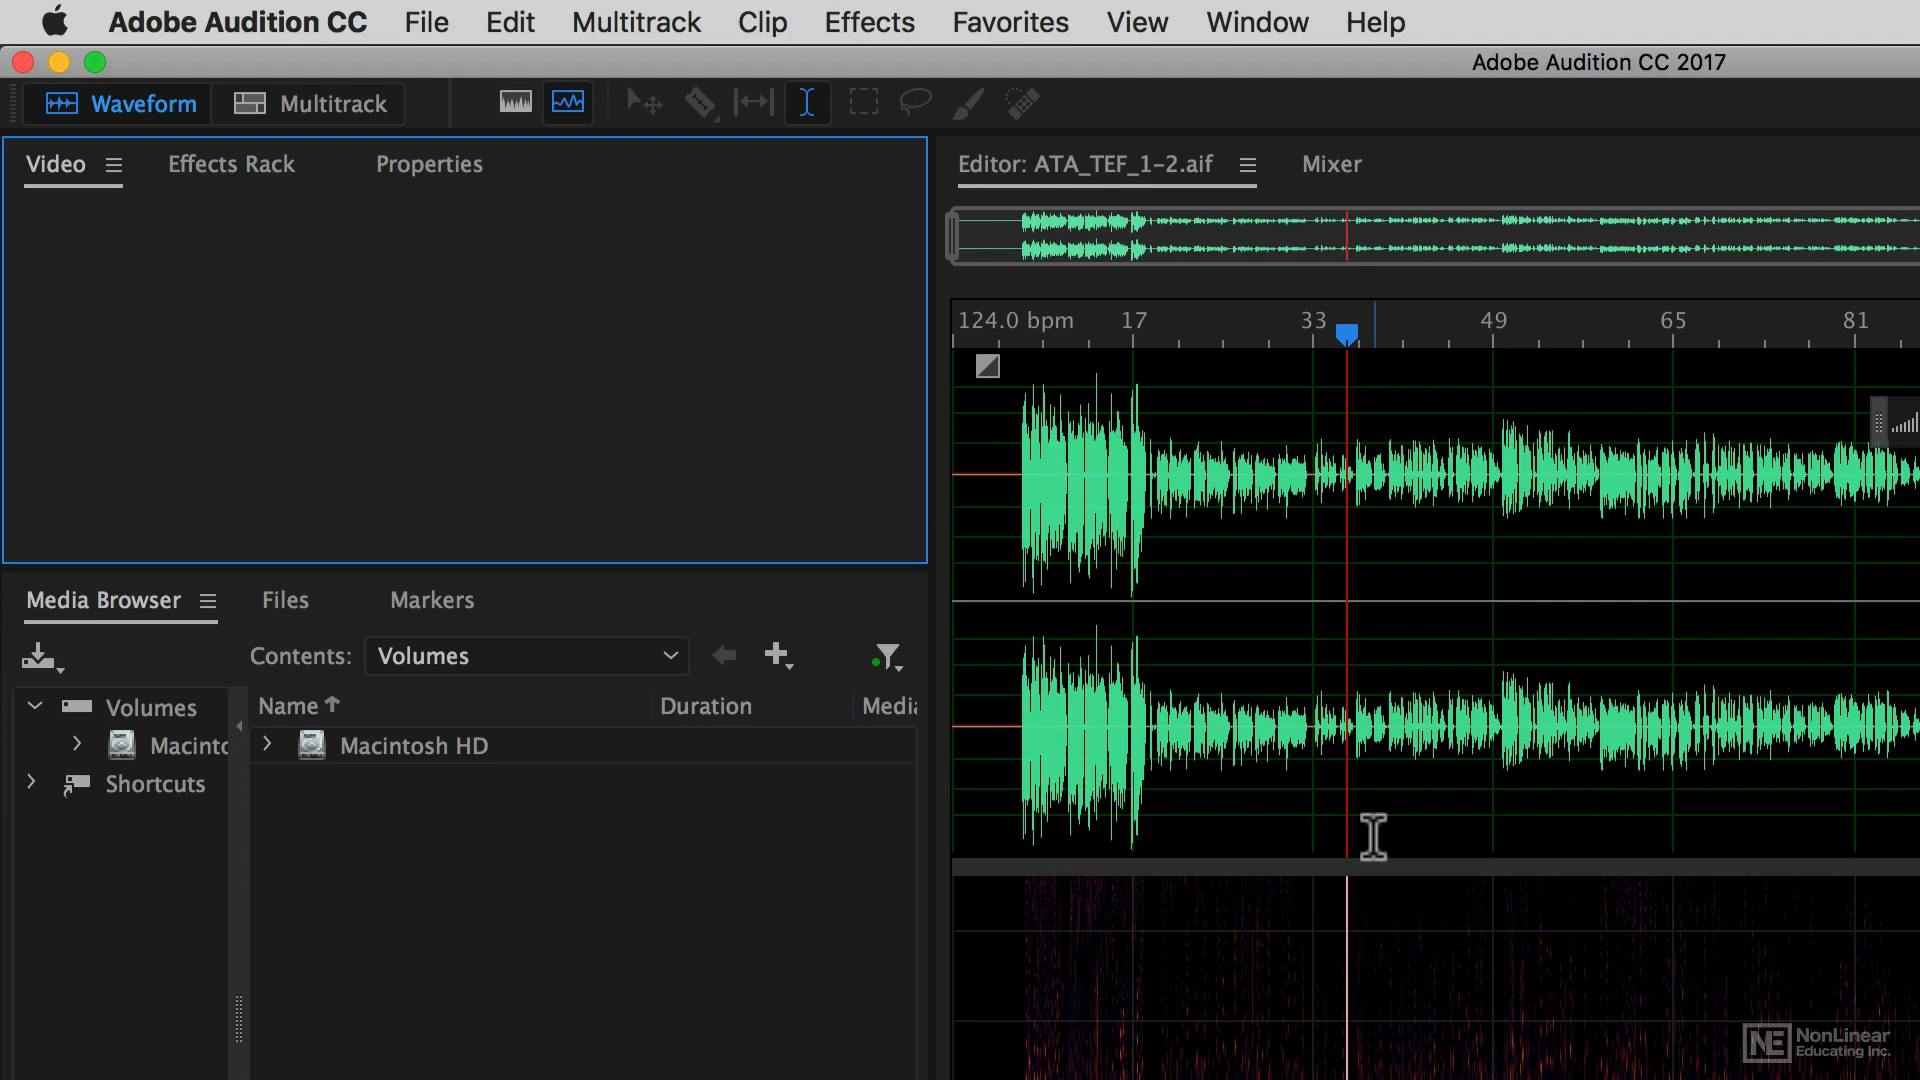 Adobe Audition CC File Edit Multitrack Clip Effects Favorites View Window Help
Adobe Audition CC 2017
Waveform Multitrack
Video Effects Rack Properties
Editor: ATA_TEF_1-2.aif Mixer
124.0 bpm 17 33 49 65 81
Media Browser Files Markers
Contents: Volumes
Volumes
Macinto
Shortcuts
Name Duration Media
Macintosh HD
NE NonLinear
Educating Inc.